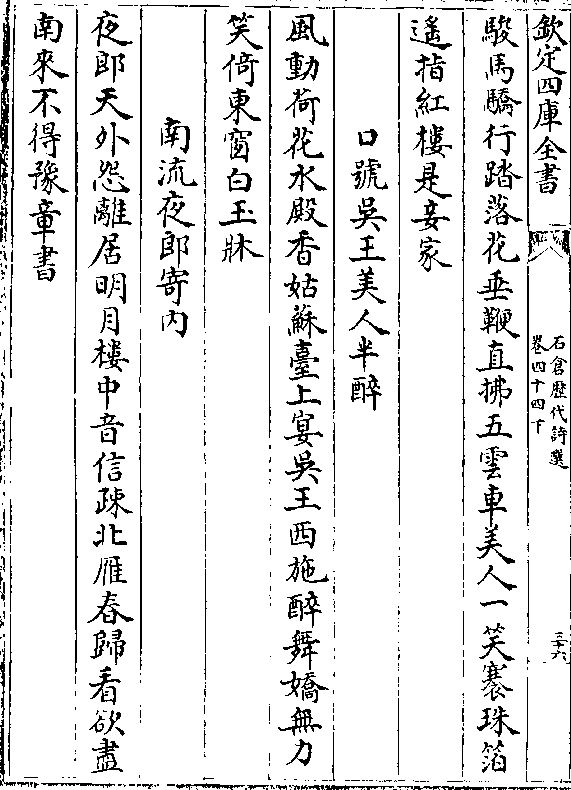 欽定四庫全書
石倉歷代詩選
卷四十四下
三十六
駿馬驕行踏落花垂鞭直拂五雲車美人一笑褰珠箔
遙指紅樓是妾家
口號吳王美人半醉
風動荷花水殿香姑蘇臺上宴吳王西施醉舞嬌無力
笑倚東窗白玉牀
南流夜郎寄內
夜郎天外怨離居明月樓中音信疎北雁春歸看欲盡
南來不得豫章書